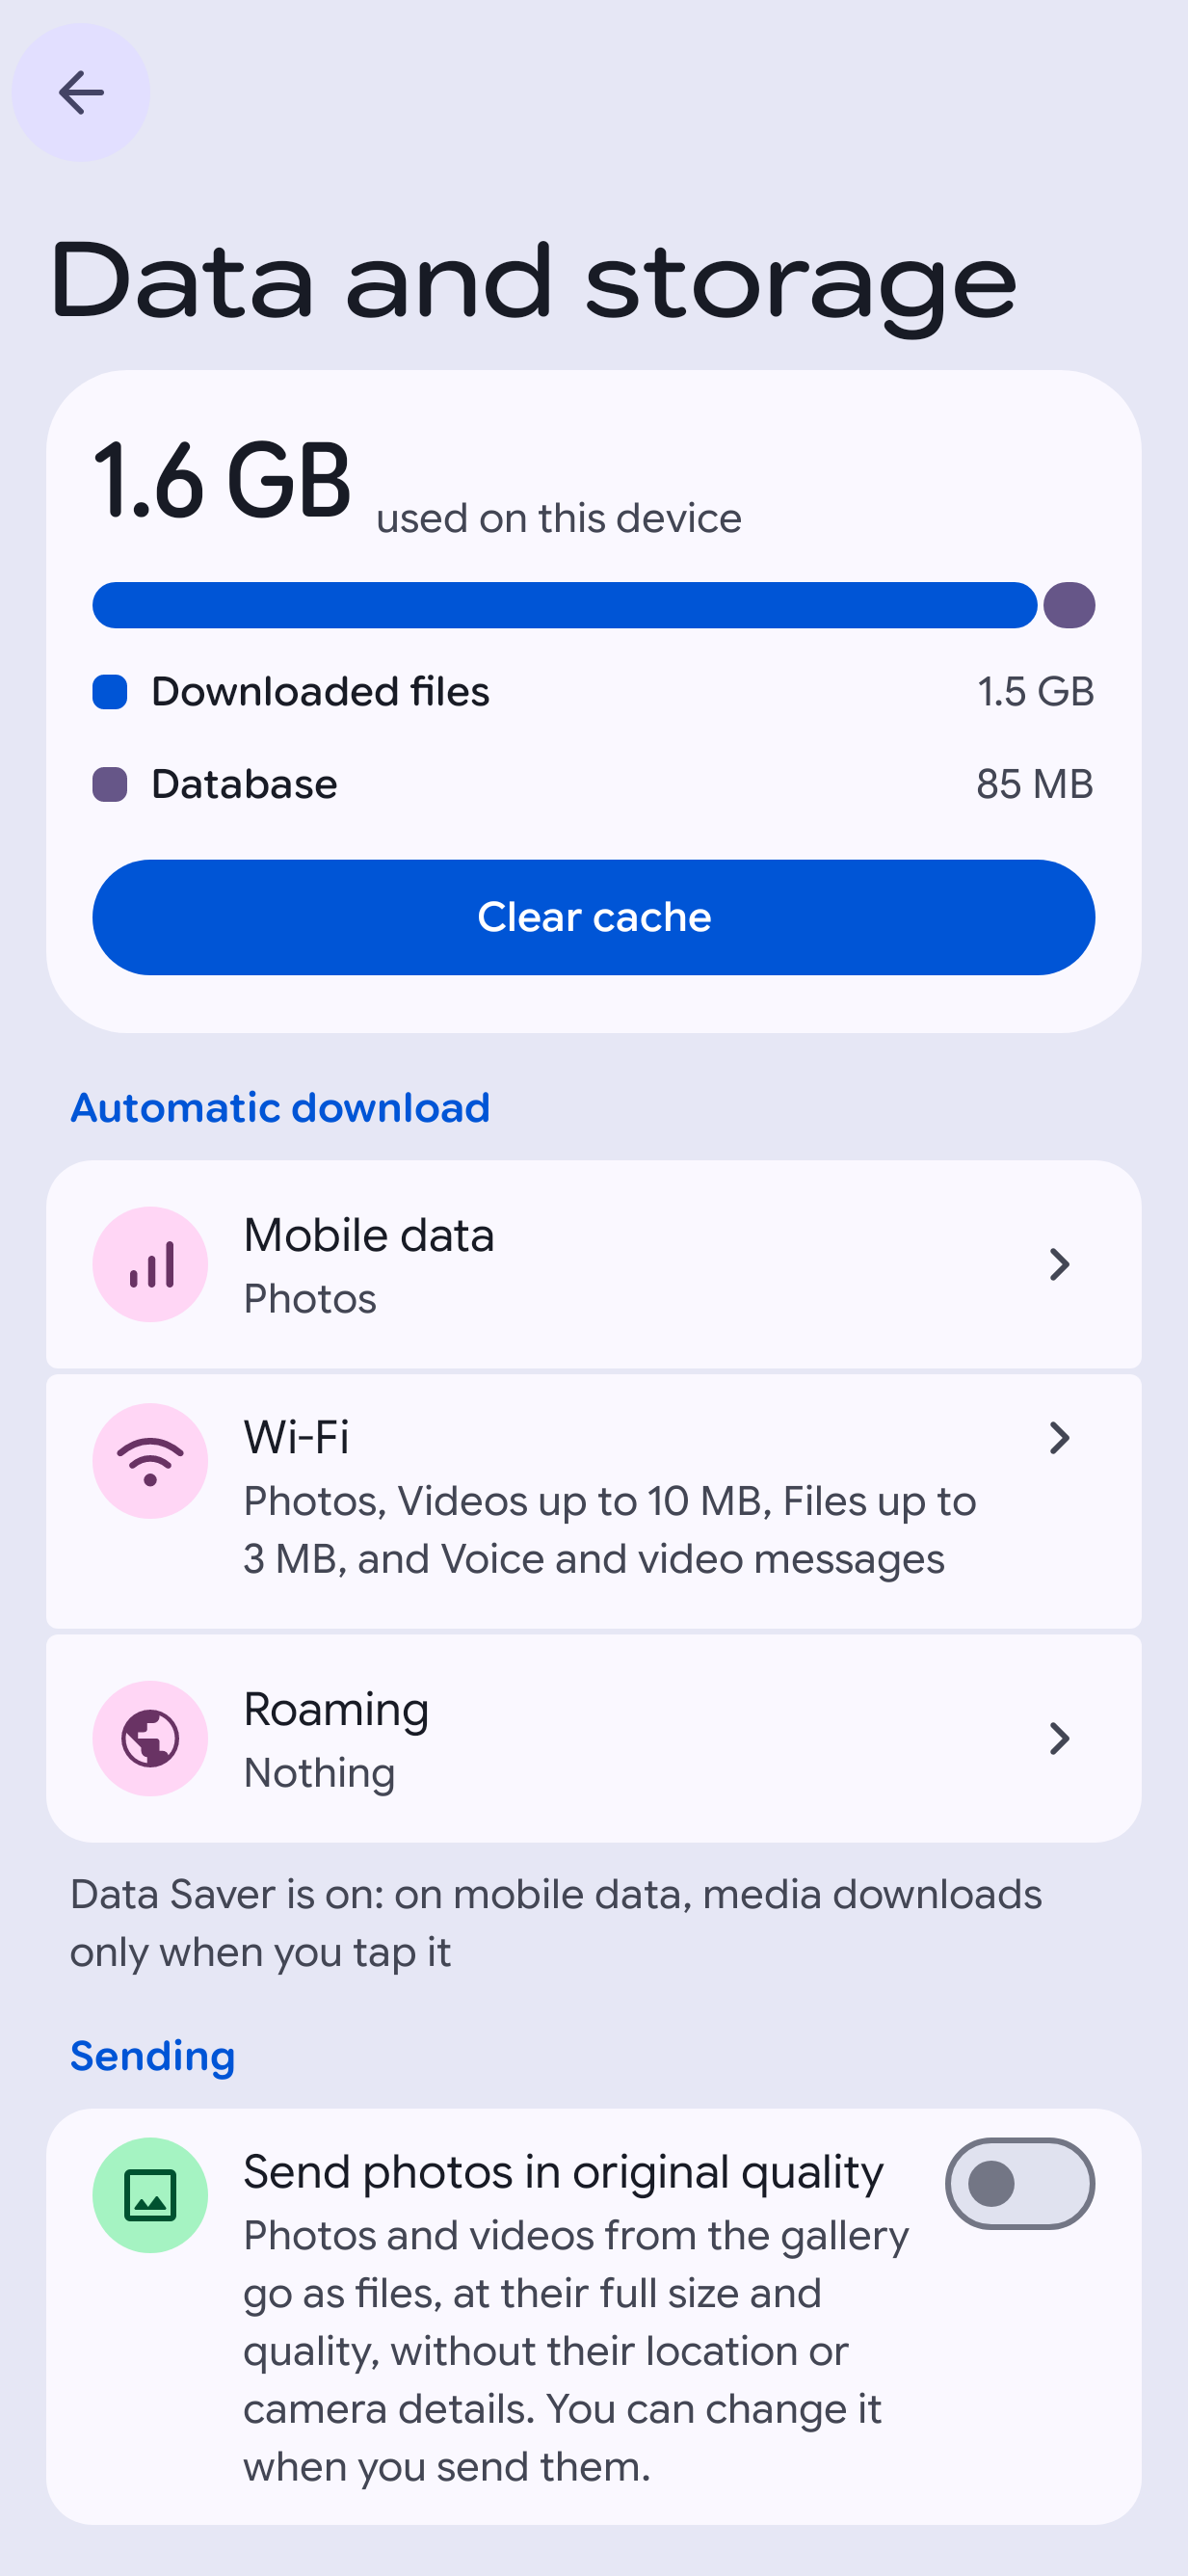 Data and storage
1.6 GB used on this device
Downloaded files 1.5 GB
Database 85 MB
Clear cache
Automatic download
Mobile data
Photos
Wi-Fi
Photos, Videos up to 10 MB, Files up to
3 MB, and Voice and video messages
Roaming
Nothing
Data Saver is on: on mobile data, media downloads
only when you tap it
Sending
Send photos in original quality
Photos and videos from the gallery
go as files, at their full size and
quality, without their location or
camera details. You can change it
when you send them.